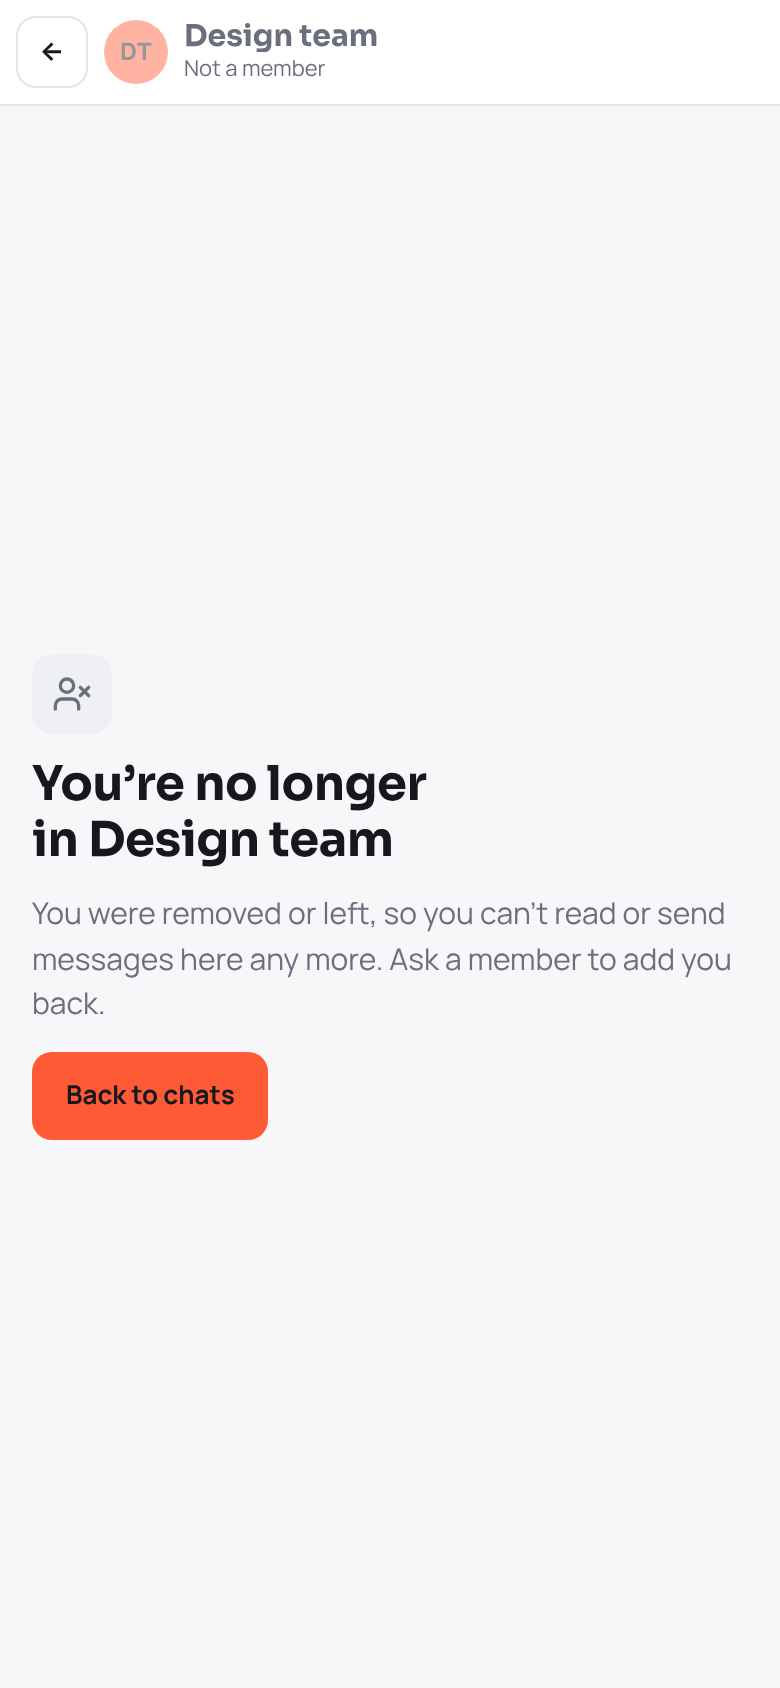 DT
Design team
Not a member
You’re no longer
in Design team
You were removed or left, so you can’t read or send
messages here any more. Ask a member to add you
back.
Back to chats